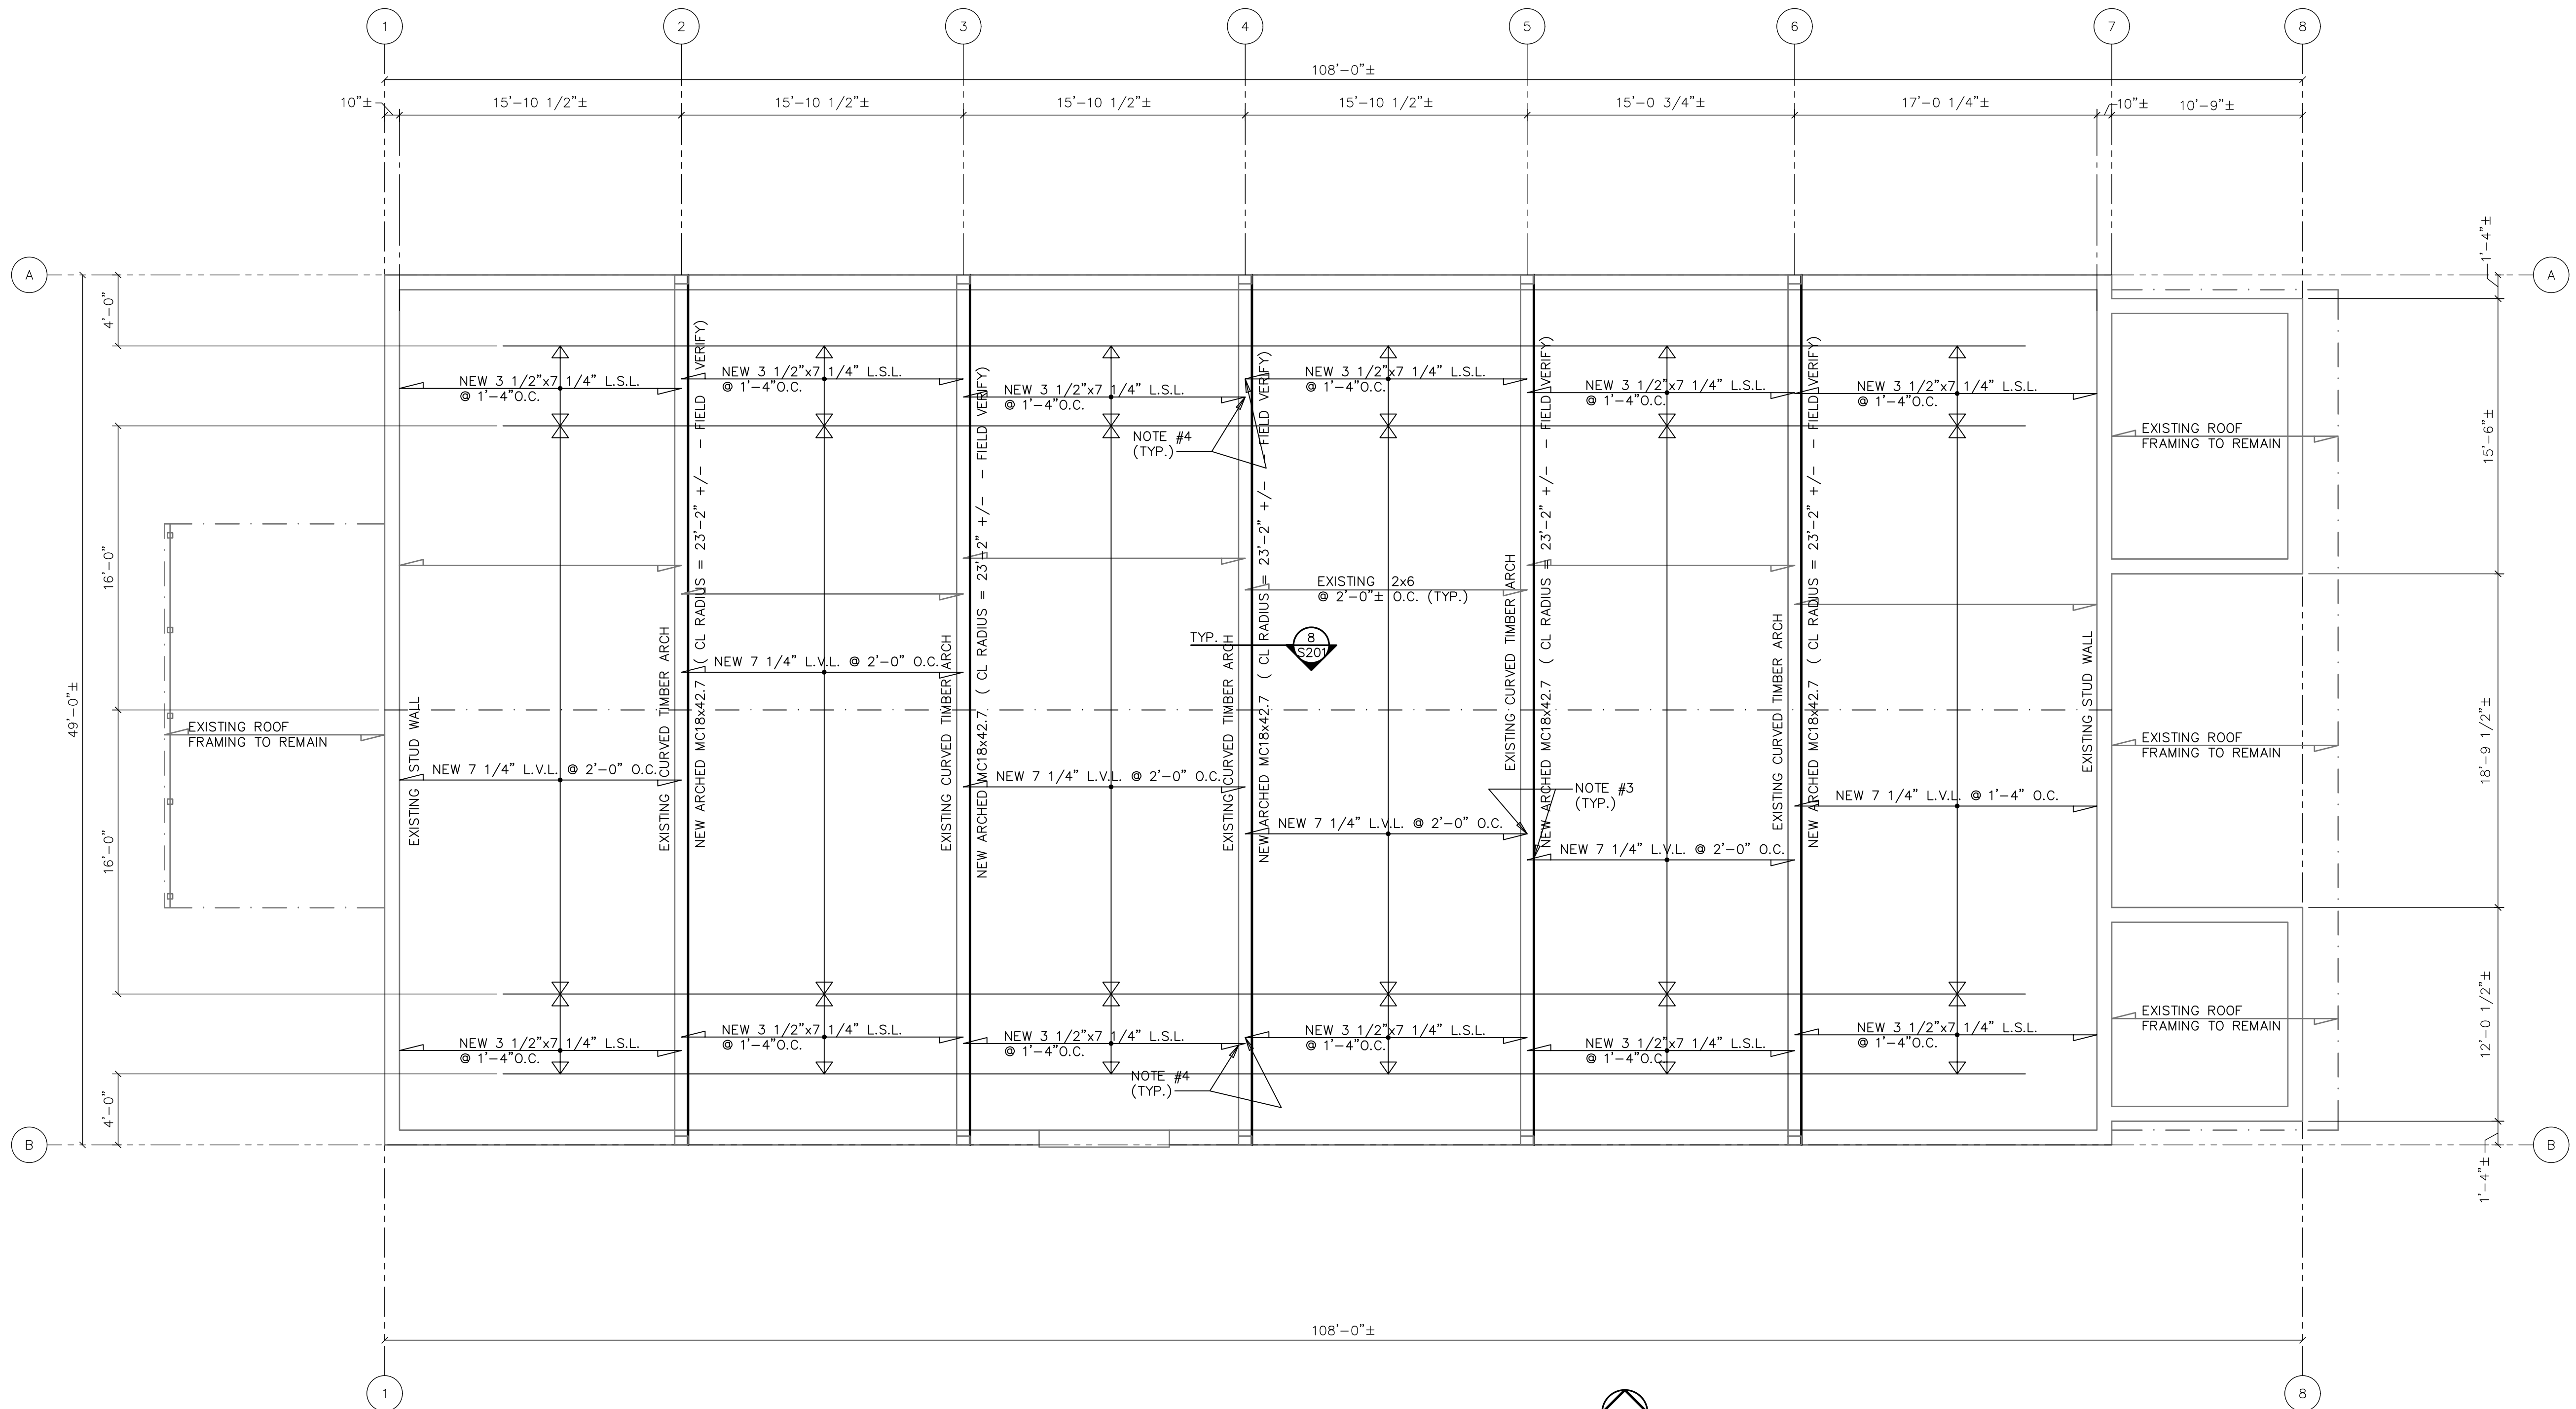 1
2
3
4
5
6
7
8
108'-0"±
10"±
15'-10 1/2"±
15'-10 1/2"±
15'-10 1/2"±
15'-10 1/2"±
15'-0 3/4"±
17'-0 1/4"±
10"±
10'-9"±
A
A
1'-4"±
4'-0"
NEW 3 1/2"x7 1/4" L.S.L.
@ 1'-4"O.C.
NEW 3 1/2"x7 1/4" L.S.L.
@ 1'-4"O.C.
NEW 3 1/2"x7 1/4" L.S.L.
@ 1'-4"O.C.
NEW 3 1/2"x7 1/4" L.S.L.
@ 1'-4"O.C.
NEW 3 1/2"x7 1/4" L.S.L.
@ 1'-4"O.C.
NEW 3 1/2"x7 1/4" L.S.L.
@ 1'-4"O.C.
NOTE #4
(TYP.)
EXISTING ROOF
FRAMING TO REMAIN
15'-6"±
16'-0"
EXISTING 2x6
@ 2'-0"± O.C. (TYP.)
TYP.
8
S201
49'-0"±
EXISTING STUD WALL
EXISTING CURVED TIMBER ARCH
NEW ARCHED MC18x42.7 ( CL RADIUS = 23'-2" +/- - FIELD VERIFY)
EXISTING CURVED TIMBER ARCH
NEW ARCHED MC18x42.7 ( CL RADIUS = 23'-2" +/- - FIELD VERIFY)
EXISTING CURVED TIMBER ARCH
NEW ARCHED MC18x42.7 ( CL RADIUS = 23'-2" +/- - FIELD VERIFY)
EXISTING CURVED TIMBER ARCH
NEW ARCHED MC18x42.7 ( CL RADIUS = 23'-2" +/- - FIELD VERIFY)
EXISTING CURVED TIMBER ARCH
NEW ARCHED MC18x42.7 ( CL RADIUS = 23'-2" +/- - FIELD VERIFY)
EXISTING STUD WALL
NEW 7 1/4" L.V.L. @ 2'-0" O.C.
EXISTING ROOF
FRAMING TO REMAIN
EXISTING ROOF
FRAMING TO REMAIN
18'-9 1/2"±
NEW 7 1/4" L.V.L. @ 2'-0" O.C.
NEW 7 1/4" L.V.L. @ 2'-0" O.C.
NOTE #3
(TYP.)
NEW 7 1/4" L.V.L. @ 1'-4" O.C.
NEW 7 1/4" L.V.L. @ 2'-0" O.C.
NEW 7 1/4" L.V.L. @ 2'-0" O.C.
16'-0"
NEW 3 1/2"x7 1/4" L.S.L.
@ 1'-4"O.C.
NEW 3 1/2"x7 1/4" L.S.L.
@ 1'-4"O.C.
NEW 3 1/2"x7 1/4" L.S.L.
@ 1'-4"O.C.
NEW 3 1/2"x7 1/4" L.S.L.
@ 1'-4"O.C.
NEW 3 1/2"x7 1/4" L.S.L.
@ 1'-4"O.C.
NEW 3 1/2"x7 1/4" L.S.L.
@ 1'-4"O.C.
EXISTING ROOF
FRAMING TO REMAIN
12'-0 1/2"±
NOTE #4
(TYP.)
4'-0"
B
B
1'-4"±
108'-0"±
1
8